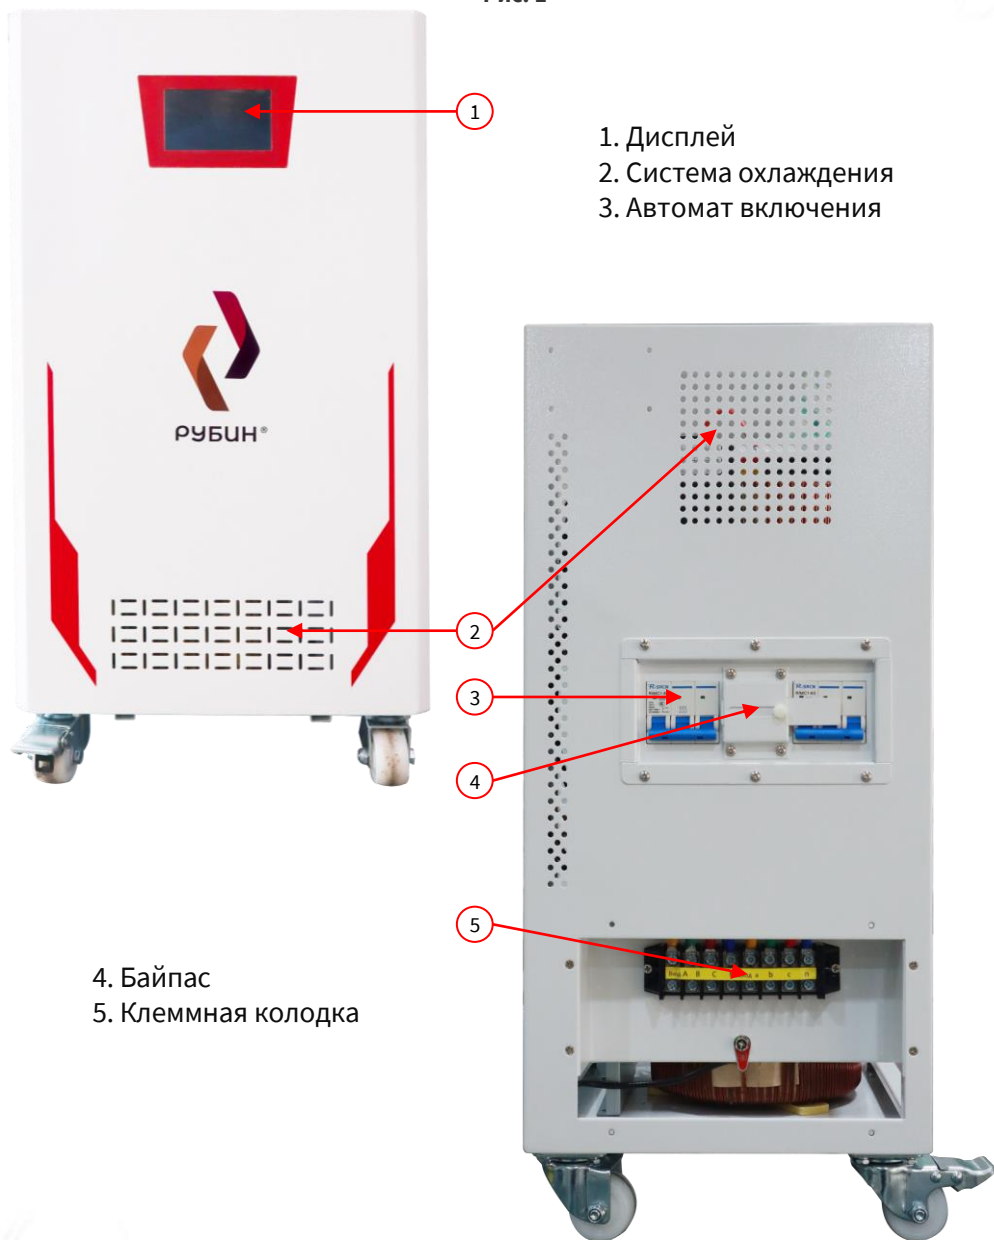 1
1. Дисплей
2. Система охлаждения
3. Автомат включения
РУБИН®
2
3
4
5
A B C a b c n
4. Байпас
5. Клеммная колодка